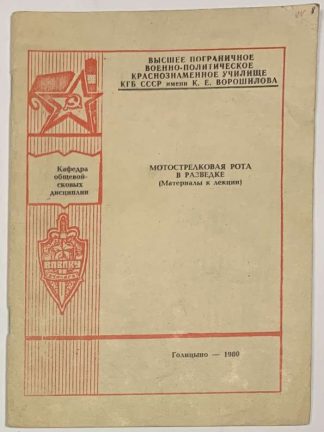 ВЫСШЕЕ ПОГРАНИЧНОЕ
ВОЕННО-ПОЛИТИЧЕСКОЕ
КРАСНОЗНАМЕННОЕ УЧИЛИЩЕ
КГБ СССР имени К. Е. ВОРОШИЛОВА
Кафедра
общевой-
сковых
дисциплин
МОТОСТРЕЛКОВАЯ РОТА
В РАЗВЕДКЕ
(Материалы к лекции)
ВПВПКУ
Голицыно — 1980